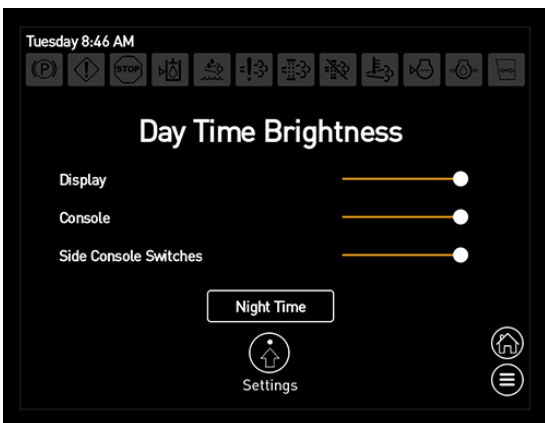 Tuesday 8:46 AM
(P) STOP
Day Time Brightness
Display
Console
Side Console Switches
Night Time
Settings